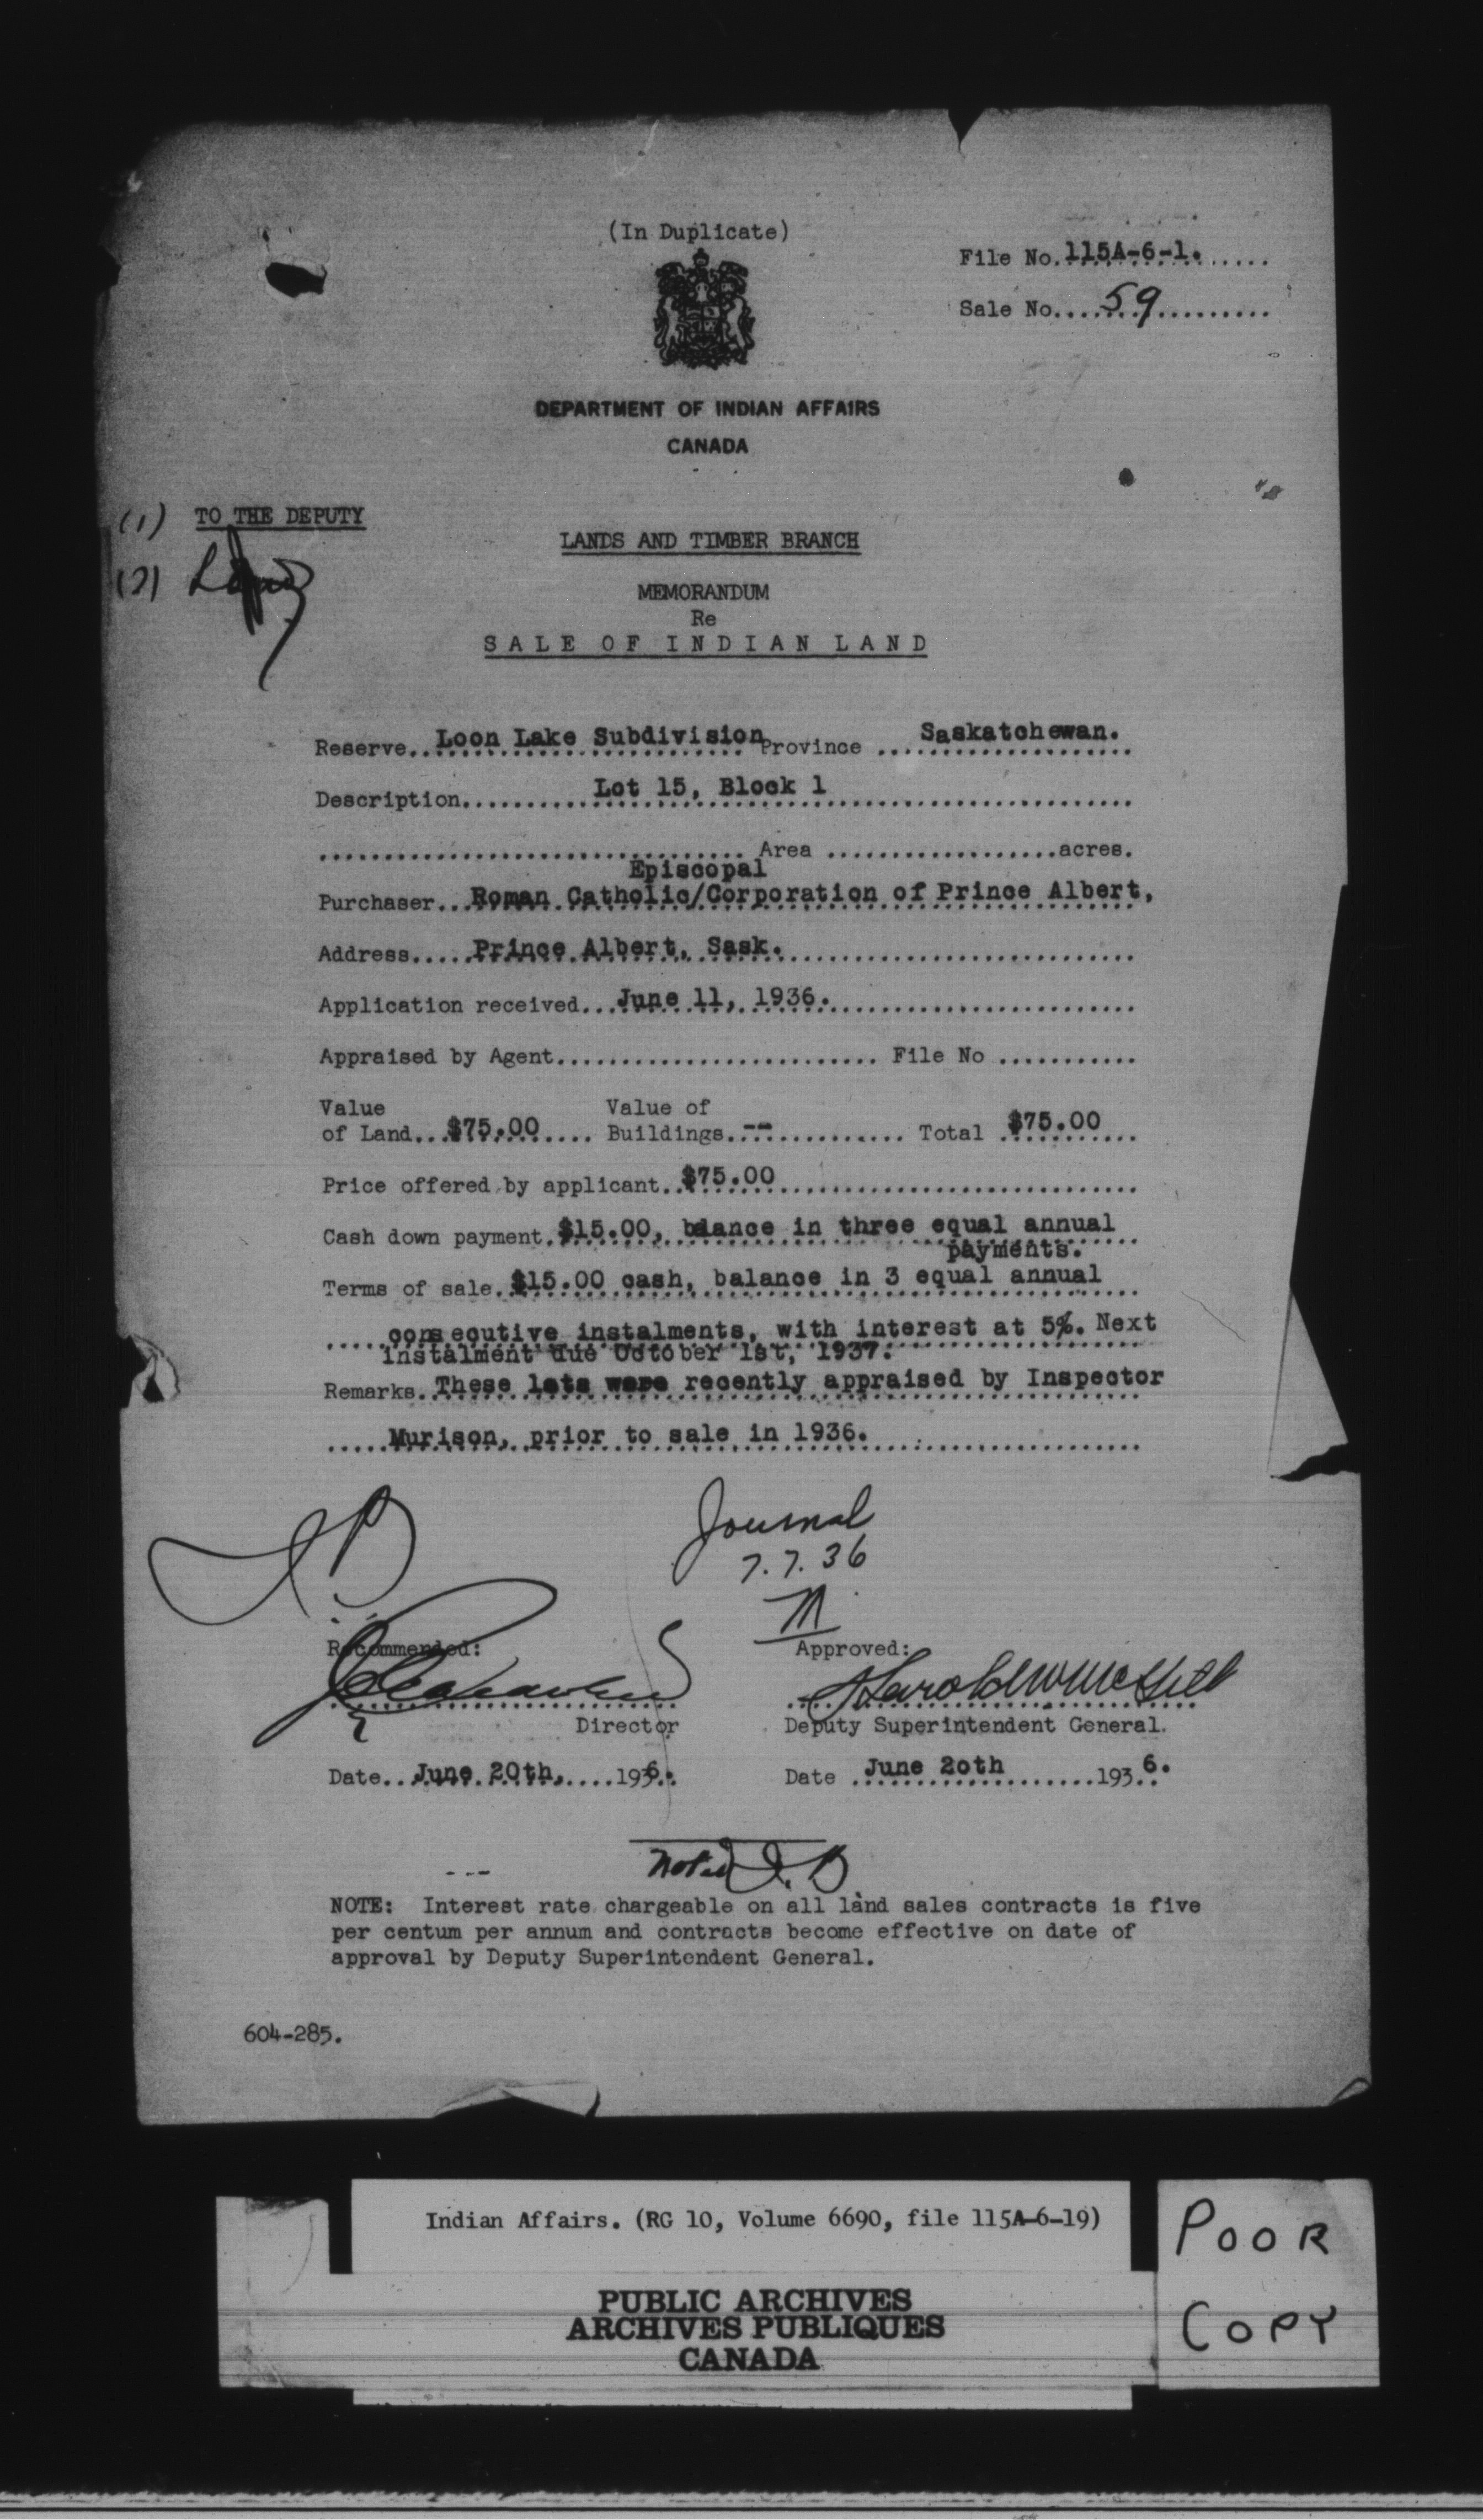 (In Duplicate)
File No. 115A-6-1.
Sale No. 59
DEPARTMENT OF INDIAN AFFAIRS
CANADA
(1) TO THE DEPUTY
(2)
LANDS AND TIMBER BRANCH
MEMORANDUM
Re
SALE OF INDIAN LAND
Reserve..Loon Lake Subdivision Province ....Saskatchewan.
Description..........Lot 15, Block 1
Area ..................acres.
Episcopal
Purchaser...Roman Catholic/Corporation of Prince Albert,
Address.....Prince Albert, Sask.
Application received...June 11, 1936.
Appraised by Agent......................... File No ...........
Value Value of
of Land...$75.00..... Buildings.--............. Total $75.00
Price offered by applicant..$75.00
Cash down payment.$15.00, balance in three equal annual
payments.
Terms of sale.$15.00 cash, balance in 3 equal annual
.....consecutive instalments, with interest at 5%. Next
instalment due October 1st, 1937.
Remarks.These lots were recently appraised by Inspector
.....Murison, prior to sale in 1936.
Journal
7.7.36
M
Recommended: Approved:
Harold W McGill
Director Deputy Superintendent General.
Date...June 20th,.....1936. Date ..June 2oth.......193 6.
---
Noted J.B
NOTE: Interest rate chargeable on all land sales contracts is five
per centum per annum and contracts become effective on date of
approval by Deputy Superintendent General.
604-285.
Indian Affairs. (RG 10, Volume 6690, file 115A-6-19)
PUBLIC ARCHIVES
ARCHIVES PUBLIQUES
CANADA
POOR
COPY